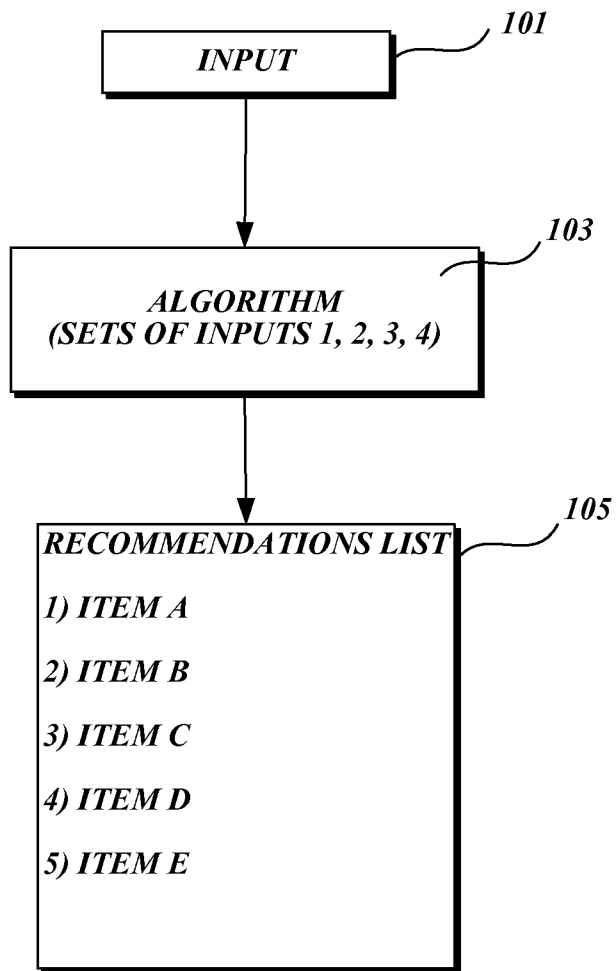 101
INPUT
103
ALGORITHM
(SETS OF INPUTS 1, 2, 3, 4)
105
RECOMMENDATIONS LIST
1) ITEM A
2) ITEM B
3) ITEM C
4) ITEM D
5) ITEM E